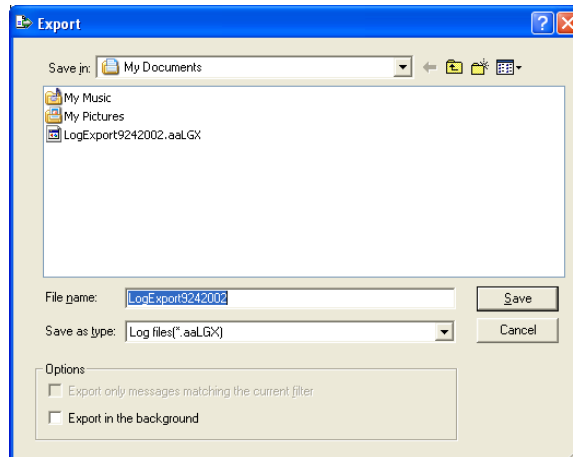 Export
Save in: My Documents
My Music
My Pictures
LogExport9242002.aaLGX
File name: LogExport9242002 Save
Save as type: Log files(*.aaLGX) Cancel
Options
Export only messages matching the current filter
Export in the background